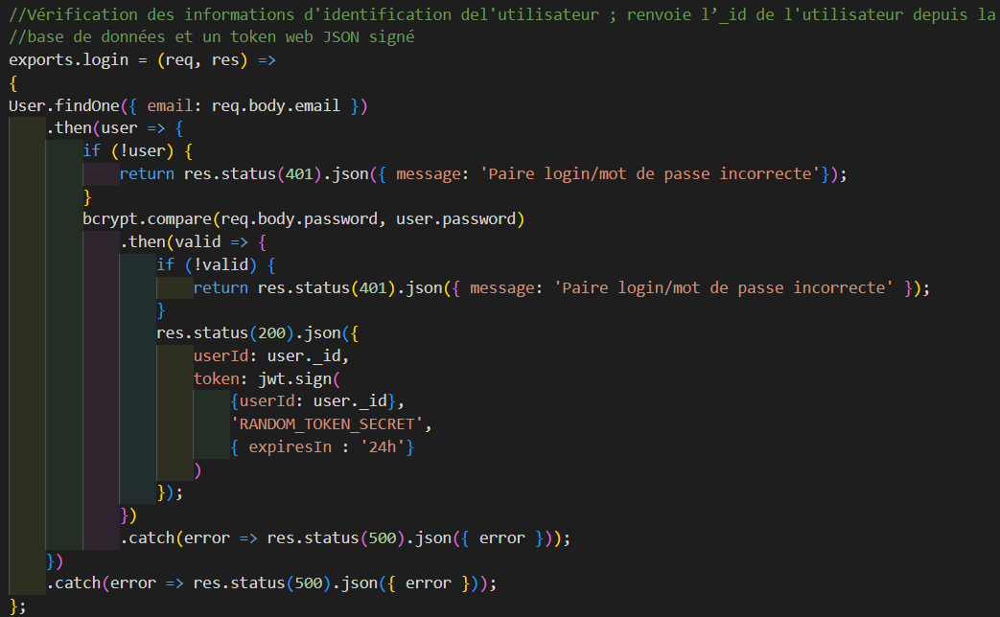 //Vérification des informations d'identification del'utilisateur ; renvoie l’_id de l'utilisateur depuis la
//base de données et un token web JSON signé
exports.login = (req, res) =>
{
User.findOne({ email: req.body.email })
    .then(user => {
        if (!user) {
            return res.status(401).json({ message: 'Paire login/mot de passe incorrecte'});
        }
        bcrypt.compare(req.body.password, user.password)
            .then(valid => {
                if (!valid) {
                    return res.status(401).json({ message: 'Paire login/mot de passe incorrecte' });
                }
                res.status(200).json({
                    userId: user._id,
                    token: jwt.sign(
                        {userId: user._id},
                        'RANDOM_TOKEN_SECRET',
                        { expiresIn : '24h'}
                    )
                });
            })
            .catch(error => res.status(500).json({ error }));
    })
    .catch(error => res.status(500).json({ error }));
};